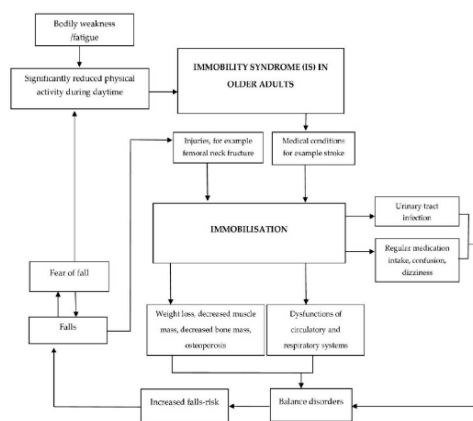 Bodily weakness
/fatigue
Significantly reduced physical
activity during daytime
IMMOBILITY SYNDROME (IS) IN
OLDER ADULTS
Injuries, for example
femoral neck fracture
Medical conditions
for example stroke
IMMOBILISATION
Urinary tract
infection
Regular medication
intake, confusion,
dizziness
Fear of fall
Falls
Weight loss, decreased muscle
mass, decreased bone mass,
osteoperosis
Dysfunctions of
circulatory and
respiratory systems
Increased falls-risk
Balance disorders